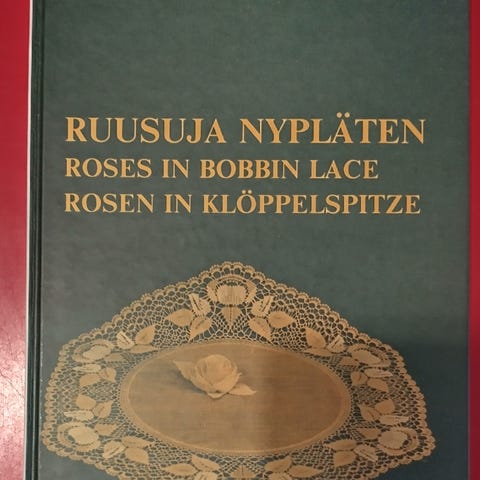 RUUSUJA NYPLÄTEN
ROSES IN BOBBIN LACE
ROSEN IN KLÖPPELSPITZE